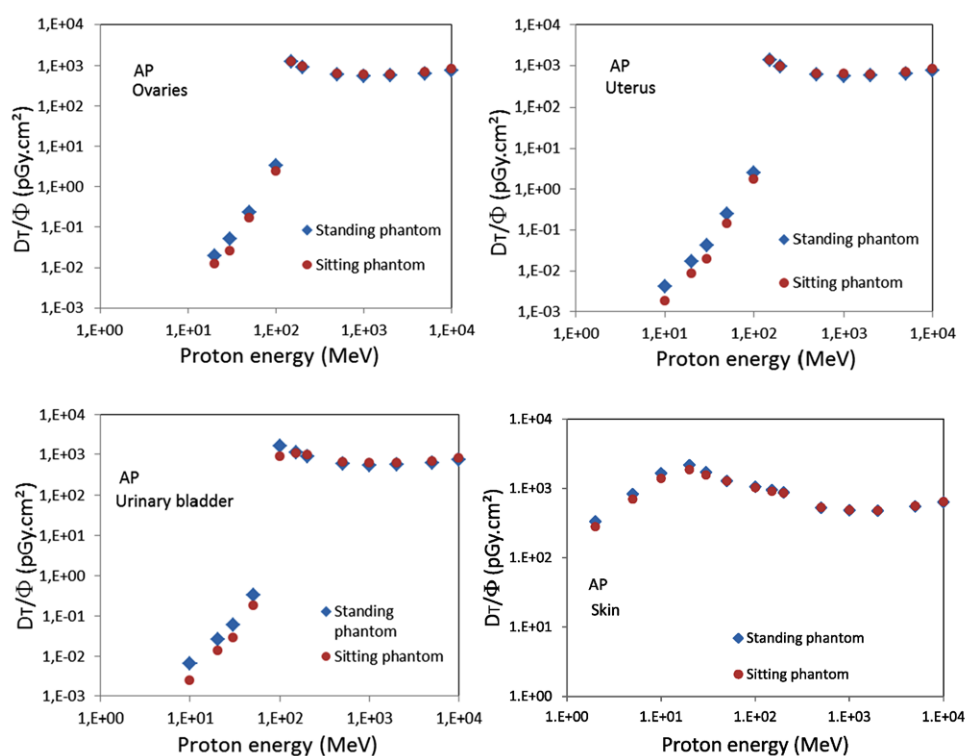 1,E+04
1,E+03
1,E+02
1,E+01
1,E+00
1,E-01
1,E-02
1,E-03
DT/Φ (pGy.cm²)
AP
Ovaries
Standing phantom
Sitting phantom
1,E+00 1,E+01 1,E+02 1,E+03 1,E+04
Proton energy (MeV)
1,E+04
1,E+03
1,E+02
1,E+01
1,E+00
1,E-01
1,E-02
1,E-03
DT/Φ (pGy.cm²)
AP
Uterus
Standing phantom
Sitting phantom
1,E+00 1,E+01 1,E+02 1,E+03 1,E+04
Proton energy (MeV)
1,E+04
1,E+03
1,E+02
1,E+01
1,E+00
1,E-01
1,E-02
1,E-03
DT/Φ (pGy.cm²)
AP
Urinary bladder
Standing
phantom
Sitting phantom
1,E+00 1,E+01 1,E+02 1,E+03 1,E+04
Proton energy (MeV)
1.E+04
1.E+03
1.E+02
1.E+01
1.E+00
DT/Φ (pGy.cm²)
AP
Skin
Standing phantom
Sitting phantom
1.E+00 1.E+01 1.E+02 1.E+03 1.E+04
Proton energy (MeV)